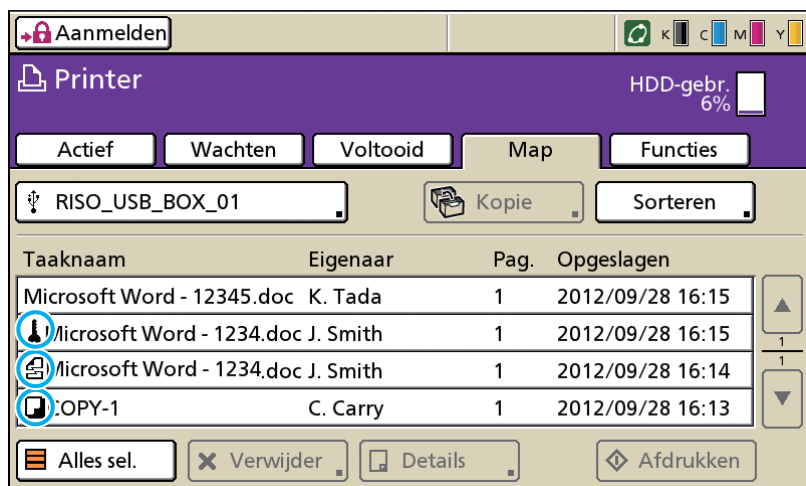 Aanmelden K C M Y
Printer
HDD-gebr.
6%
Actief Wachten Voltooid Map Functies
RISO_USB_BOX_01 Kopie Sorteren
Taaknaam Eigenaar Pag. Opgeslagen
Microsoft Word - 12345.doc K. Tada 1 2012/09/28 16:15
Microsoft Word - 1234.doc J. Smith 1 2012/09/28 16:15
Microsoft Word - 1234.doc J. Smith 1 2012/09/28 16:14
COPY-1 C. Carry 1 2012/09/28 16:13
1
1
Alles sel. Verwijder Details Afdrukken